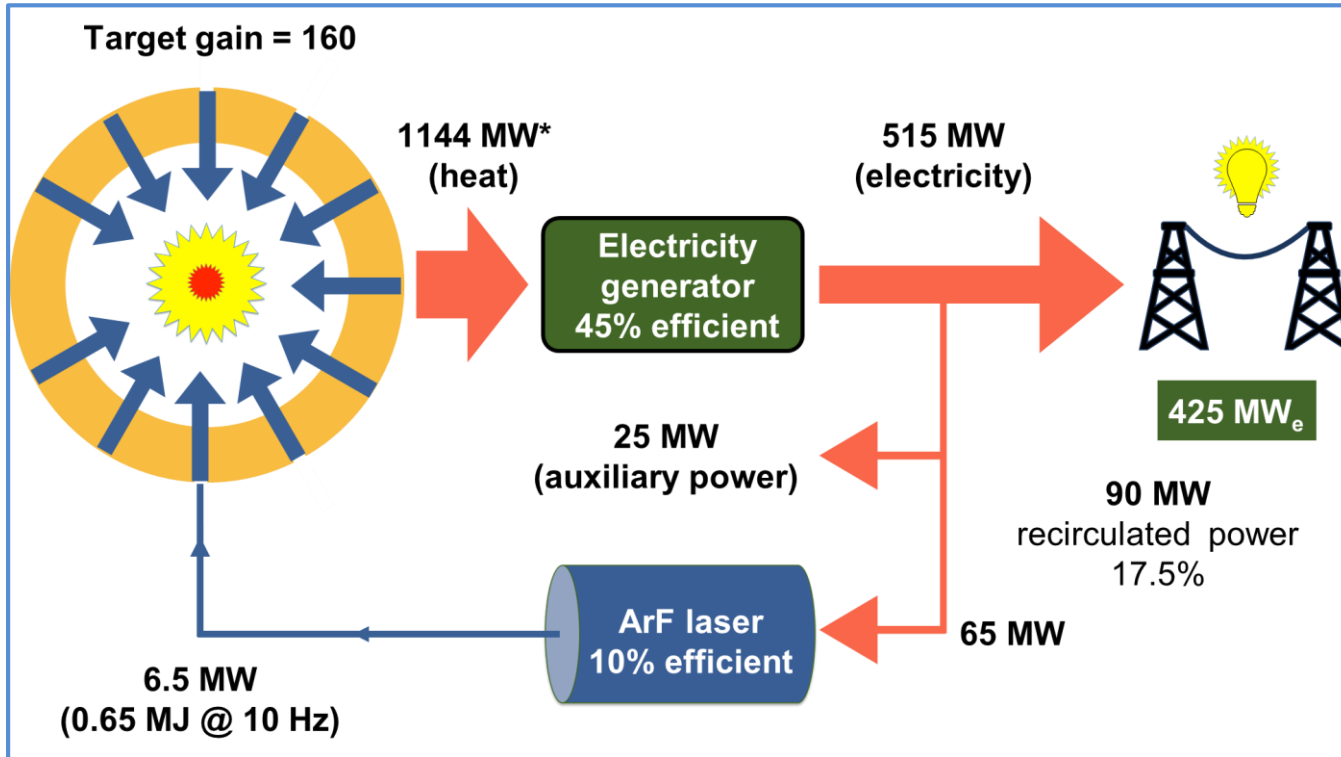 Target gain = 160
1144 MW*
(heat)
515 MW
(electricity)
Electricity
generator
45% efficient
425 MWₑ
25 MW
(auxiliary power)
90 MW
recirculated power
17.5%
ArF laser
10% efficient
65 MW
6.5 MW
(0.65 MJ @ 10 Hz)